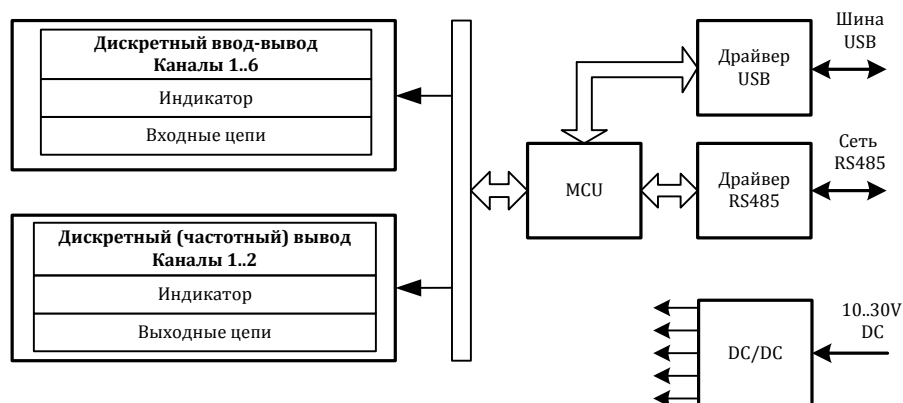 Дискретный ввод-вывод
Каналы 1..6
Индикатор
Входные цепи
Дискретный (частотный) вывод
Каналы 1..2
Индикатор
Выходные цепи
MCU
Драйвер
USB
Шина
USB
Драйвер
RS485
Сеть
RS485
DC/DC
10..30V
DC